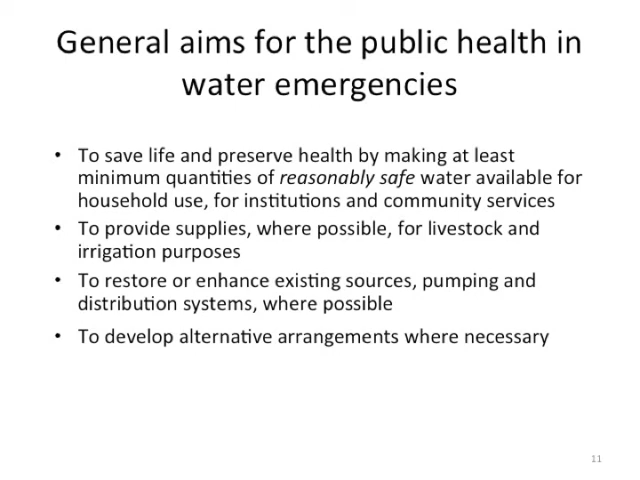 General aims for the public health in
water emergencies
• To save life and preserve health by making at least
minimum quantities of reasonably safe water available for
household use, for institutions and community services
• To provide supplies, where possible, for livestock and
irrigation purposes
• To restore or enhance existing sources, pumping and
distribution systems, where possible
• To develop alternative arrangements where necessary
11